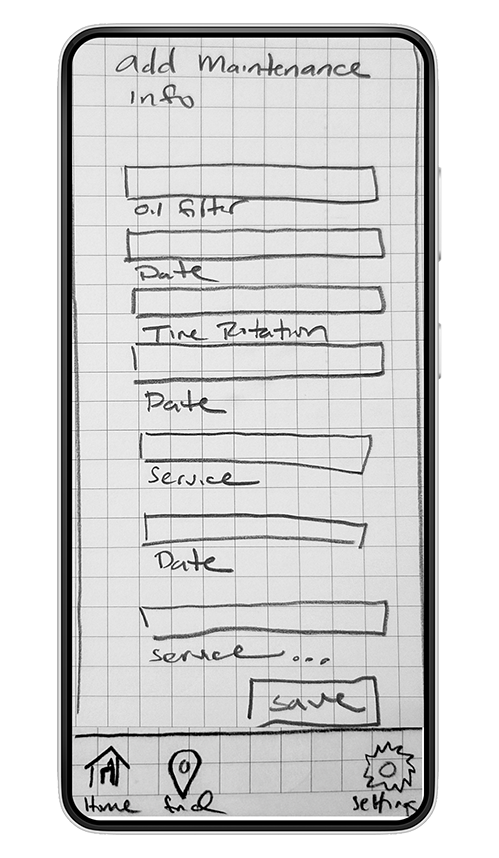 add Maintenance
info
Oil filter
Date
Tire Rotation
Date
Service
Date
service ...
save
Home
find
settings